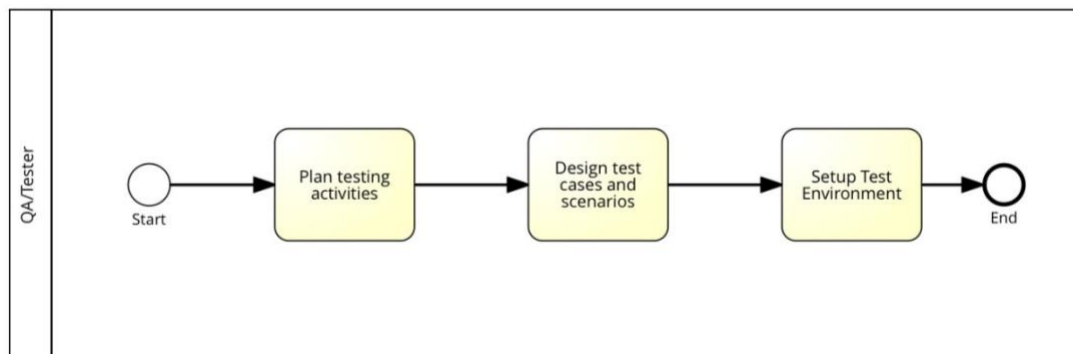 QA/Tester
Start
Plan testing
activities
Design test
cases and
scenarios
Setup Test
Environment
End